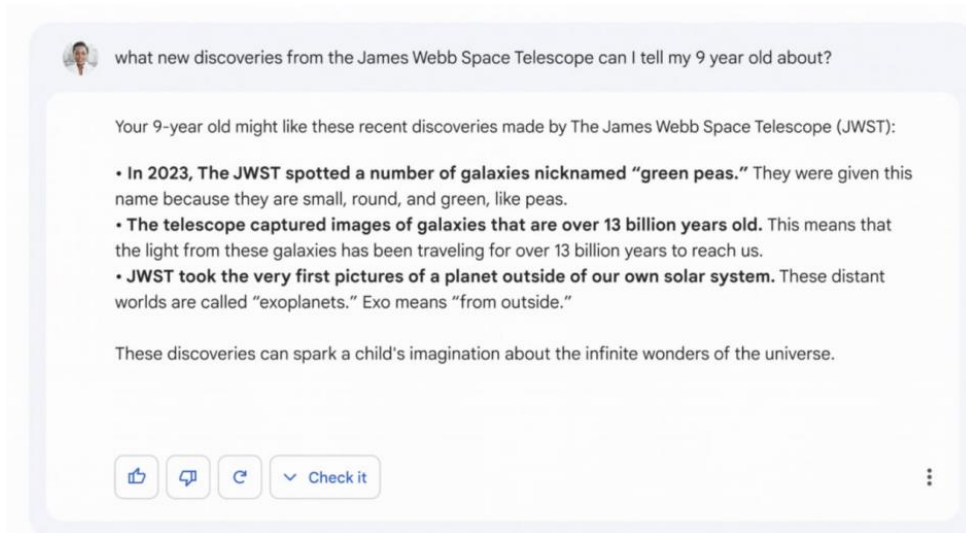 what new discoveries from the James Webb Space Telescope can I tell my 9 year old about?
Your 9-year old might like these recent discoveries made by The James Webb Space Telescope (JWST):
• In 2023, The JWST spotted a number of galaxies nicknamed “green peas.” They were given this
name because they are small, round, and green, like peas.
• The telescope captured images of galaxies that are over 13 billion years old. This means that
the light from these galaxies has been traveling for over 13 billion years to reach us.
• JWST took the very first pictures of a planet outside of our own solar system. These distant
worlds are called “exoplanets.” Exo means “from outside.”
These discoveries can spark a child's imagination about the infinite wonders of the universe.
Check it